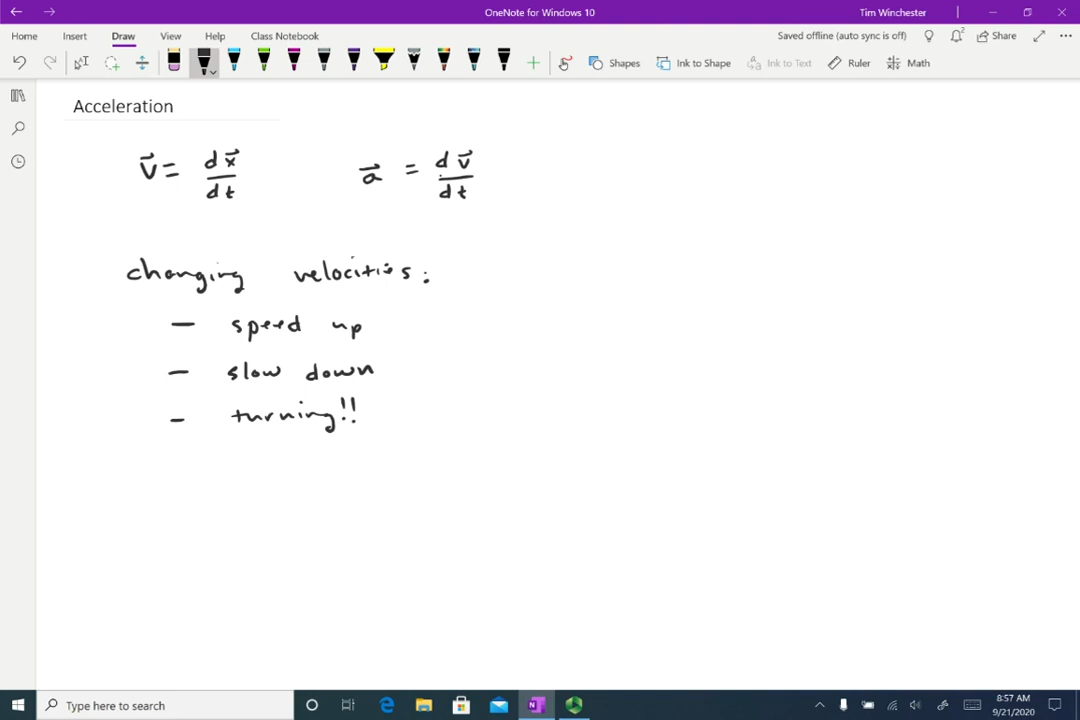 OneNote for Windows 10
Tim Winchester
Home Insert Draw View Help Class Notebook
Saved offline (auto sync is off) Share
Shapes Ink to Shape Ink to Text Ruler Math
Acceleration
v⃗ = dx⃗/dt a⃗ = dv⃗/dt
changing velocities:
- speed up
- slow down
- turning!!
Type here to search
8:57 AM
9/21/2020